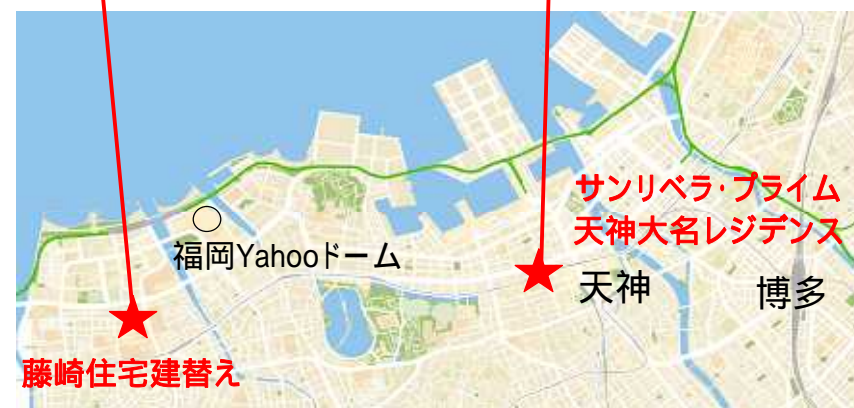 サンリベラ・プライム
天神大名レジデンス
福岡Yahooドーム
天神
博多
藤崎住宅建替え